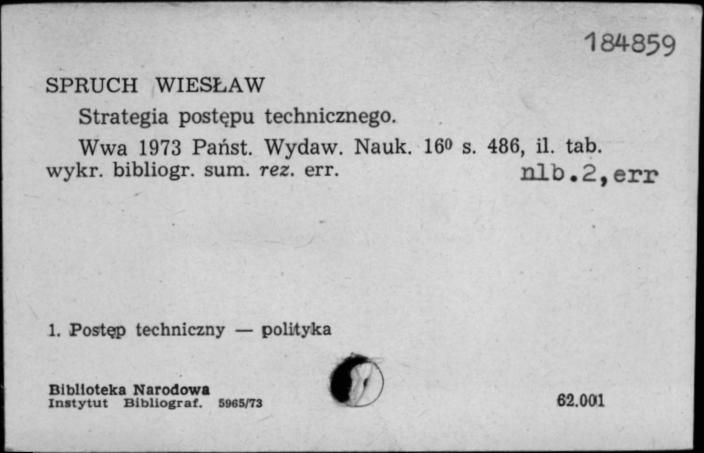 184859
SPRUCH WIESŁAW
Strategia postępu technicznego.
Wwa 1973 Państ. Wydaw. Nauk. 16⁰ s. 486, il. tab.
wykr. bibliogr. sum. rez. err. nlb.2,err
1. Postęp techniczny — polityka
Biblioteka Narodowa
Instytut Bibliograf. 5965/73 62.001